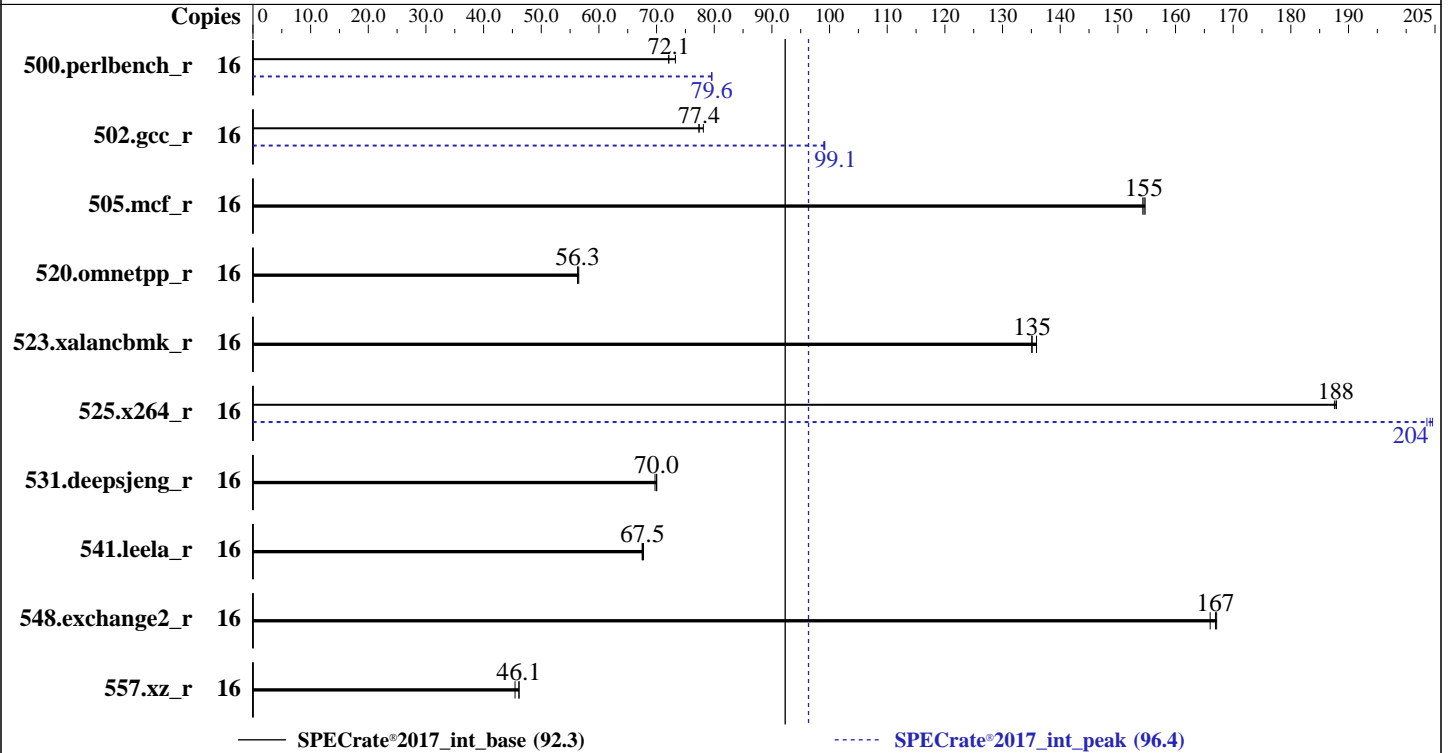 Copies 0 10.0 20.0 30.0 40.0 50.0 60.0 70.0 80.0 90.0 100 110 120 130 140 150 160 170 180 190 205
72.1
500.perlbench_r 16
79.6
77.4
502.gcc_r 16
99.1
155
505.mcf_r 16
56.3
520.omnetpp_r 16
135
523.xalancbmk_r 16
188
525.x264_r 16
204
70.0
531.deepsjeng_r 16
67.5
541.leela_r 16
167
548.exchange2_r 16
46.1
557.xz_r 16
SPECrate®2017_int_base (92.3) SPECrate®2017_int_peak (96.4)